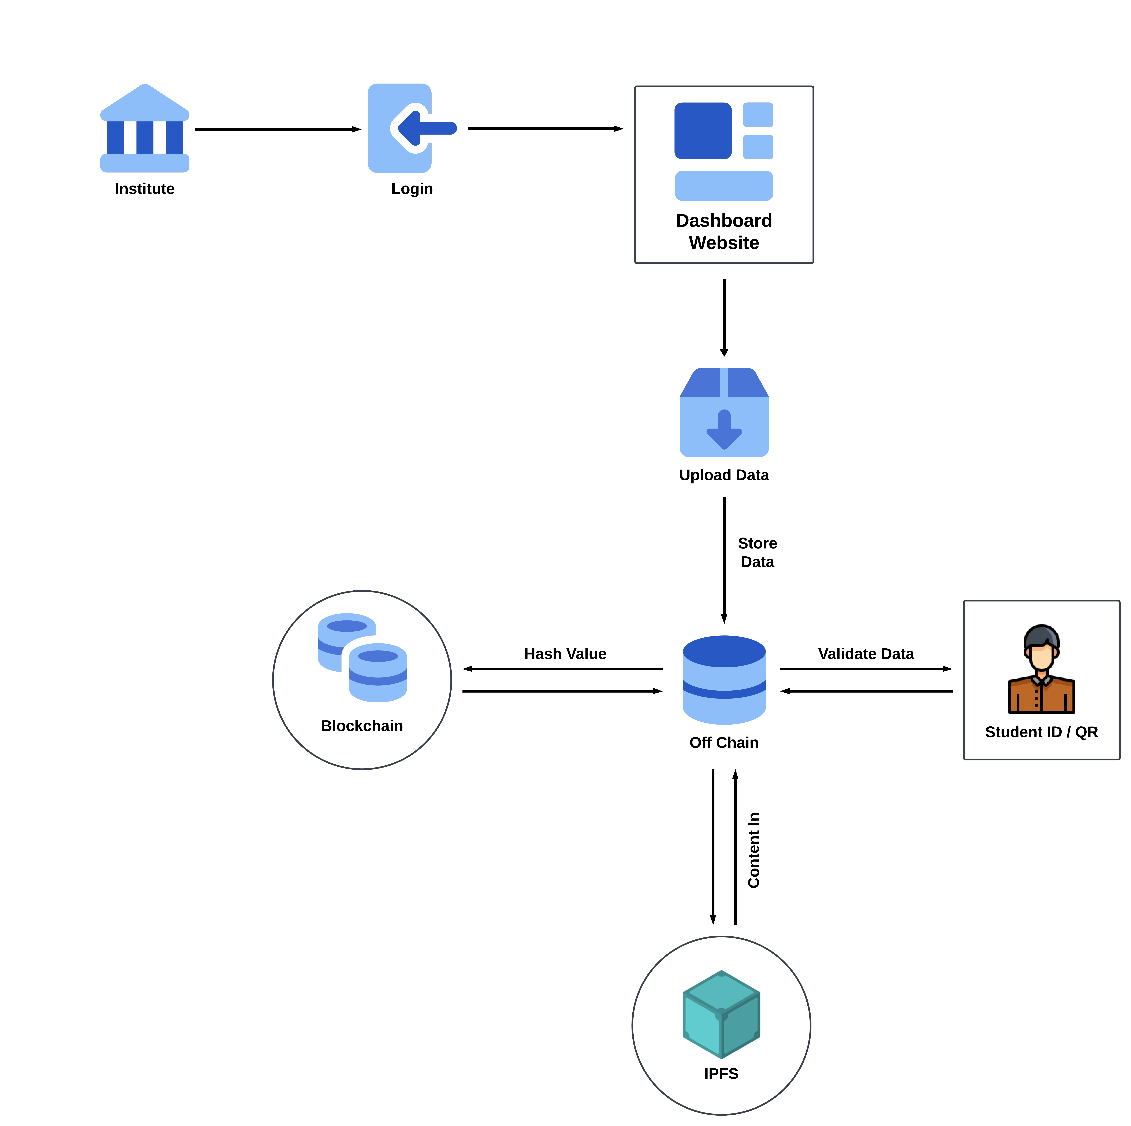 Institute
Login
Dashboard
Website
Upload Data
Store
Data
Hash Value
Validate Data
Blockchain
Off Chain
Student ID / QR
Content In
IPFS